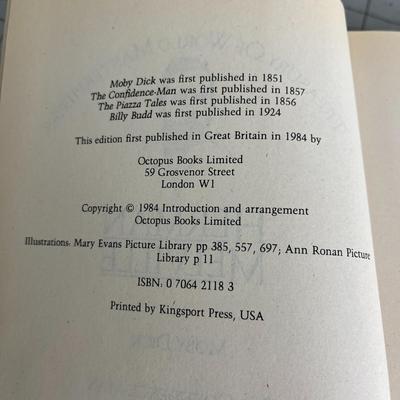 Moby Dick was first published in 1851
The Confidence-Man was first published in 1857
The Piazza Tales was first published in 1856
Billy Budd was first published in 1924
This edition first published in Great Britain in 1984 by
Octopus Books Limited
59 Grosvenor Street
London W1
Copyright © 1984 Introduction and arrangement
Octopus Books Limited
Illustrations: Mary Evans Picture Library pp 385, 557, 697; Ann Ronan Picture
Library p 11
ISBN: 0 7064 2118 3
Printed by Kingsport Press, USA